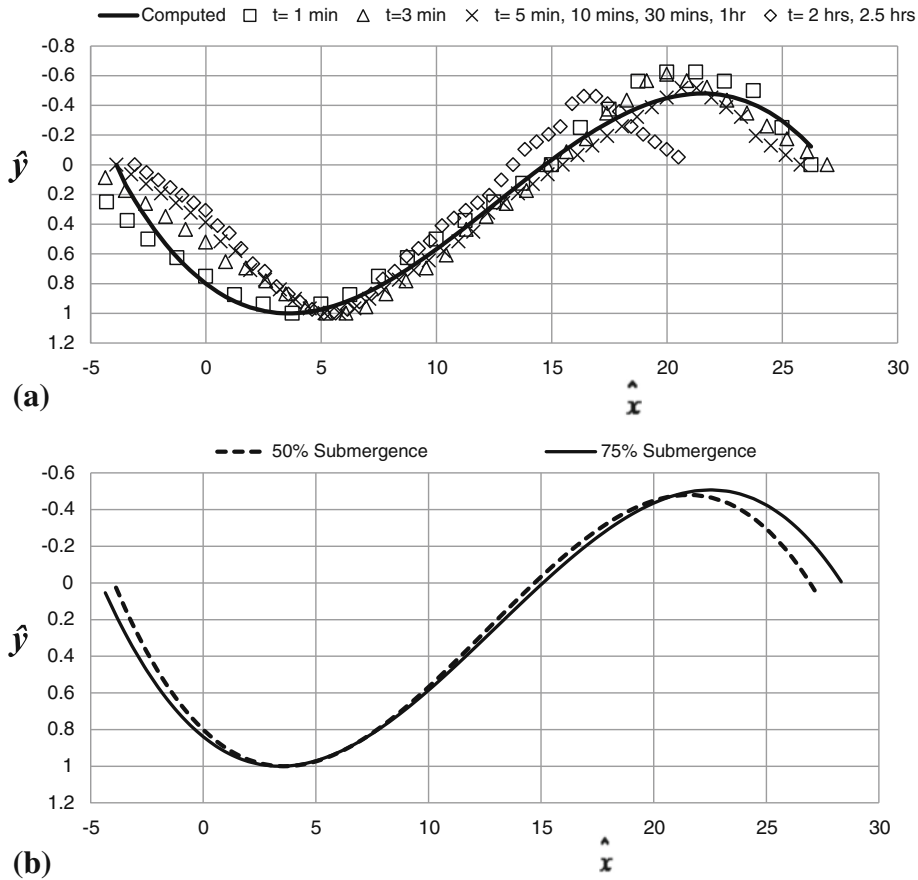 Computed t= 1 min t=3 min t= 5 min, 10 mins, 30 mins, 1hr t= 2 hrs, 2.5 hrs
-0.8
-0.6
-0.4
-0.2
0
0.2
0.4
0.6
0.8
1
1.2
ŷ
-5 0 5 10 15 20 25 30
(a)
x̂
50% Submergence 75% Submergence
-0.6
-0.4
-0.2
0
0.2
0.4
0.6
0.8
1
1.2
ŷ
-5 0 5 10 15 20 25 30
(b)
x̂